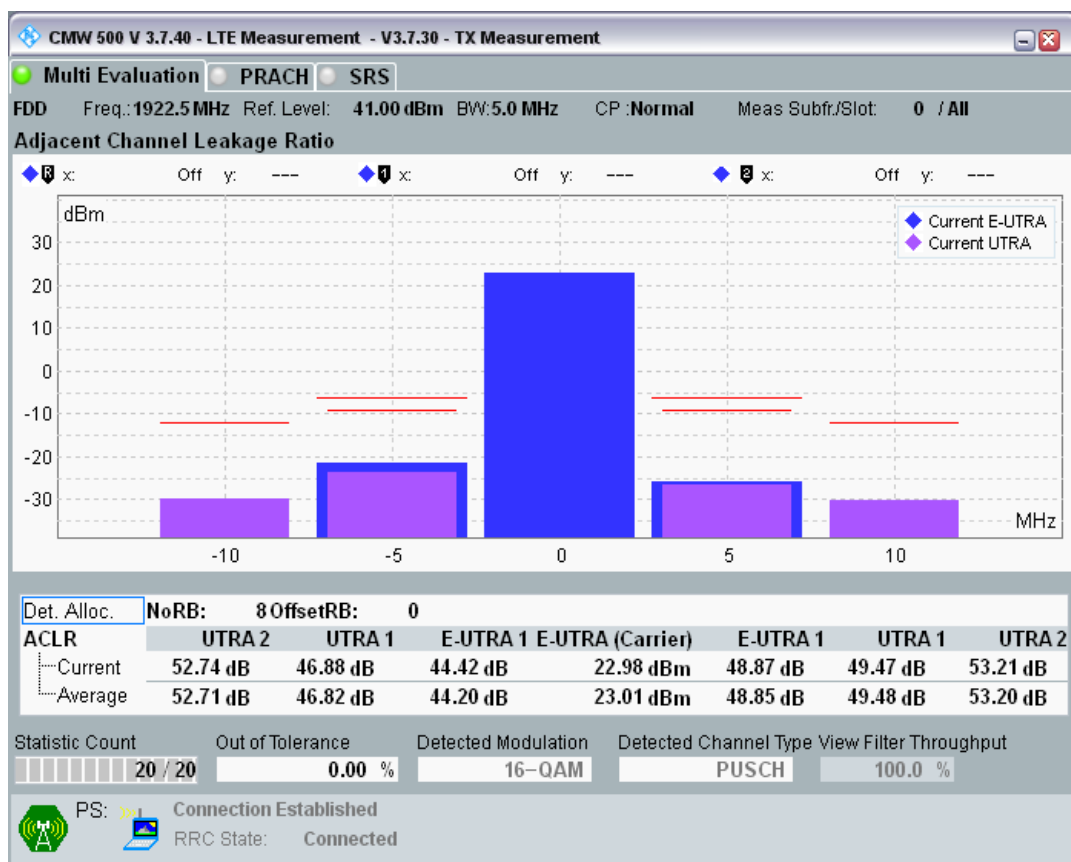 CMW 500 V 3.7.40 - LTE Measurement - V3.7.30 - TX Measurement
Multi Evaluation PRACH SRS
FDD Freq.: 1922.5 MHz Ref. Level: 41.00 dBm BW: 5.0 MHz CP : Normal Meas Subfr./Slot: 0 / All
Adjacent Channel Leakage Ratio
R x: Off y: --- 1 x: Off y: --- 2 x: Off y: ---
dBm
Current E-UTRA
Current UTRA
30
20
10
0
-10
-20
-30
MHz
-10 -5 0 5 10
Det. Alloc. NoRB: 8 OffsetRB: 0
ACLR UTRA 2 UTRA 1 E-UTRA 1 E-UTRA (Carrier) E-UTRA 1 UTRA 1 UTRA 2
Current 52.74 dB 46.88 dB 44.42 dB 22.98 dBm 48.87 dB 49.47 dB 53.21 dB
Average 52.71 dB 46.82 dB 44.20 dB 23.01 dBm 48.85 dB 49.48 dB 53.20 dB
Statistic Count Out of Tolerance Detected Modulation Detected Channel Type View Filter Throughput
20 / 20 0.00 % 16-QAM PUSCH 100.0 %
PS: Connection Established
RRC State: Connected